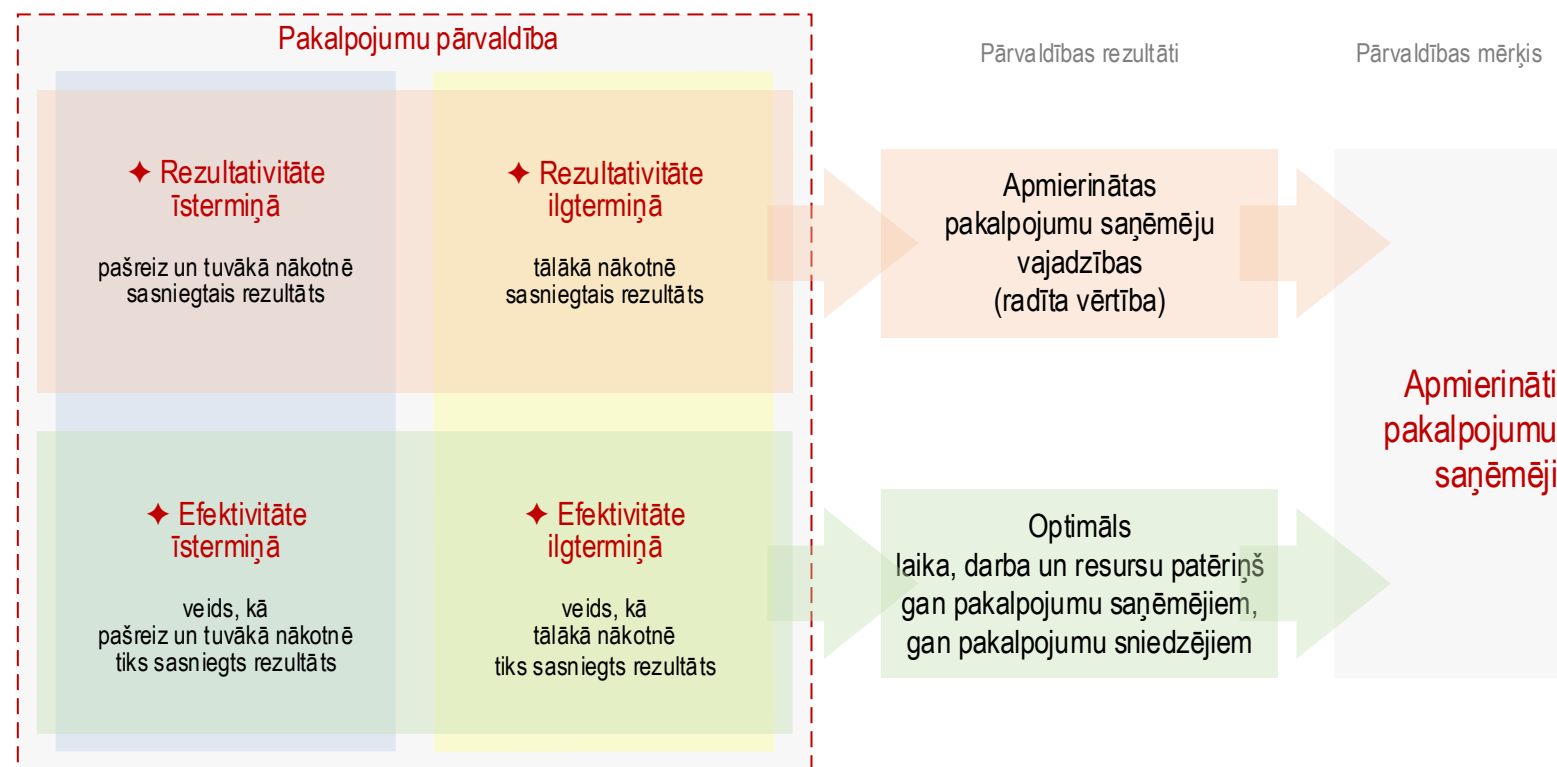 Pakalpojumu pārvaldība
Pārvaldības rezultāti
Pārvaldības mērķis
✦ Rezultativitāte
īstermiņā
pašreiz un tuvākā nākotnē
sasniegtais rezultāts
✦ Rezultativitāte
ilgtermiņā
tālākā nākotnē
sasniegtais rezultāts
Apmierinātas
pakalpojumu saņēmēju
vajadzības
(radīta vērtība)
Apmierināti
pakalpojumu
saņēmēji
✦ Efektivitāte
īstermiņā
veids, kā
pašreiz un tuvākā nākotnē
tiks sasniegts rezultāts
✦ Efektivitāte
ilgtermiņā
veids, kā
tālākā nākotnē
tiks sasniegts rezultāts
Optimāls
laika, darba un resursu patēriņš
gan pakalpojumu saņēmējiem,
gan pakalpojumu sniedzējiem